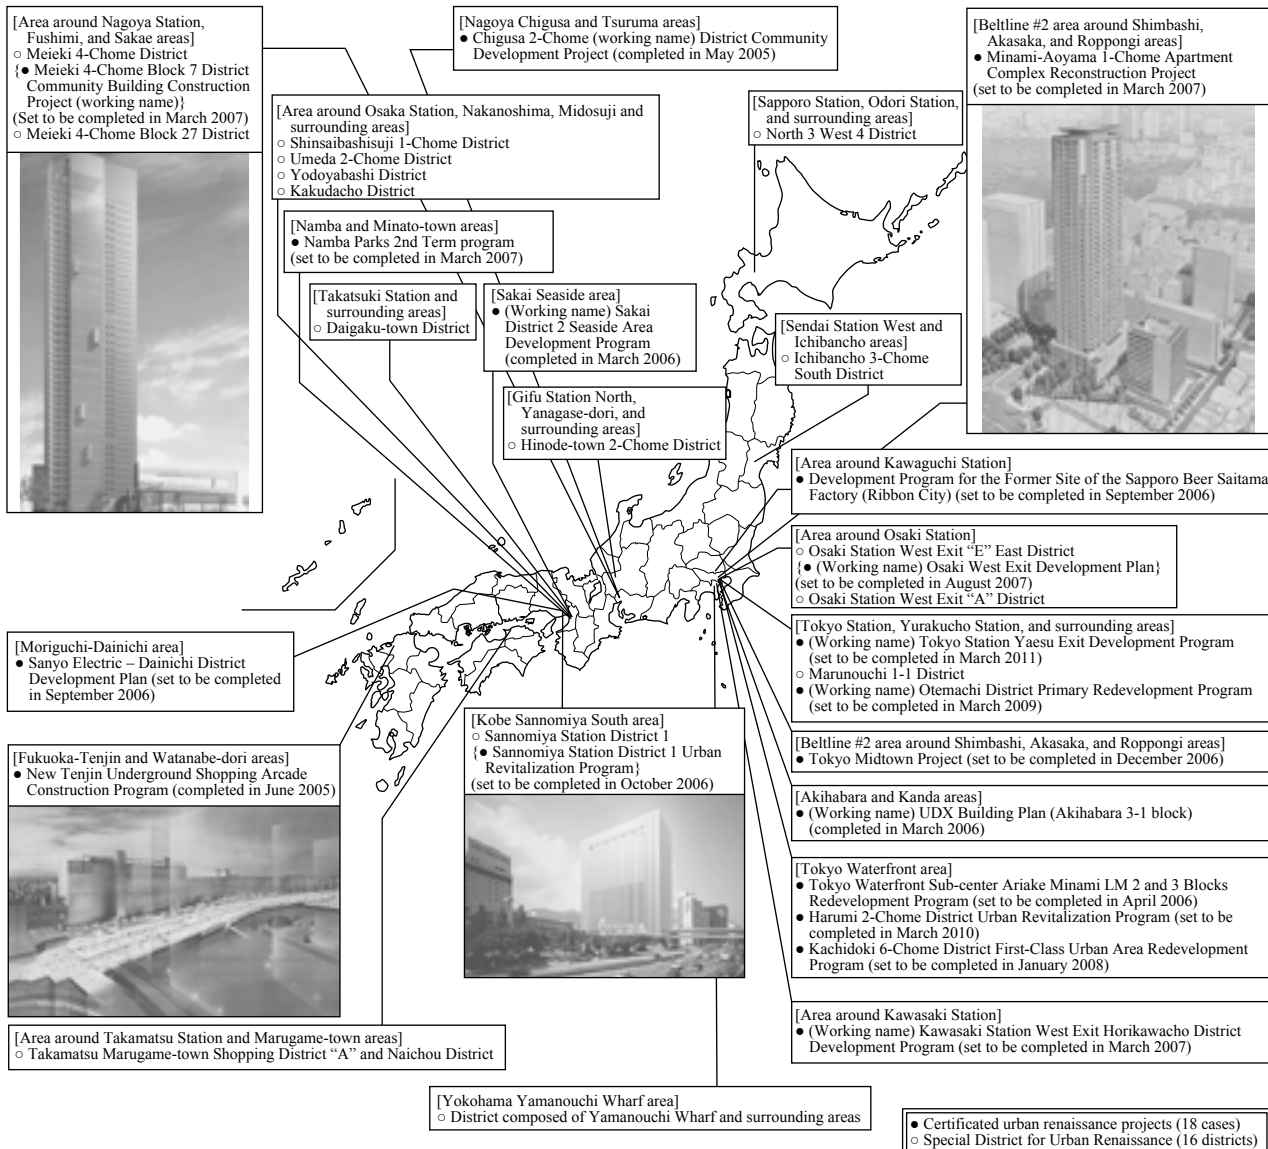 [Area around Nagoya Station,
Fushimi, and Sakae areas]
○ Meieki 4-Chome District
{● Meieki 4-Chome Block 7 District
Community Building Construction
Project (working name)}
(Set to be completed in March 2007)
○ Meieki 4-Chome Block 27 District
[Nagoya Chigusa and Tsuruma areas]
● Chigusa 2-Chome (working name) District Community
Development Project (completed in May 2005)
[Beltline #2 area around Shimbashi,
Akasaka, and Roppongi areas]
● Minami-Aoyama 1-Chome Apartment
Complex Reconstruction Project
(set to be completed in March 2007)
[Area around Osaka Station, Nakanoshima, Midosuji and
surrounding areas]
○ Shinsaibashisuji 1-Chome District
○ Umeda 2-Chome District
○ Yodoyabashi District
○ Kakudacho District
[Sapporo Station, Odori Station,
and surrounding areas]
○ North 3 West 4 District
[Namba and Minato-town areas]
● Namba Parks 2nd Term program
(set to be completed in March 2007)
[Takatsuki Station and
surrounding areas]
○ Daigaku-town District
[Sakai Seaside area]
● (Working name) Sakai
District 2 Seaside Area
Development Program
(completed in March 2006)
[Sendai Station West and
Ichibancho areas]
○ Ichibancho 3-Chome
South District
[Gifu Station North,
Yanagase-dori, and
surrounding areas]
○ Hinode-town 2-Chome District
[Area around Kawaguchi Station]
● Development Program for the Former Site of the Sapporo Beer Saitama
Factory (Ribbon City) (set to be completed in September 2006)
[Area around Osaki Station]
○ Osaki Station West Exit “E” East District
{● (Working name) Osaki West Exit Development Plan}
(set to be completed in August 2007)
○ Osaki Station West Exit “A” District
[Tokyo Station, Yurakucho Station, and surrounding areas]
● (Working name) Tokyo Station Yaesu Exit Development Program
(set to be completed in March 2011)
○ Marunouchi 1-1 District
● (Working name) Otemachi District Primary Redevelopment Program
(set to be completed in March 2009)
[Moriguchi-Dainichi area]
● Sanyo Electric – Dainichi District
Development Plan (set to be completed
in September 2006)
[Kobe Sannomiya South area]
○ Sannomiya Station District 1
{● Sannomiya Station District 1 Urban
Revitalization Program}
(set to be completed in October 2006)
[Beltline #2 area around Shimbashi, Akasaka, and Roppongi areas]
● Tokyo Midtown Project (set to be completed in December 2006)
[Fukuoka-Tenjin and Watanabe-dori areas]
● New Tenjin Underground Shopping Arcade
Construction Program (completed in June 2005)
[Akihabara and Kanda areas]
● (Working name) UDX Building Plan (Akihabara 3-1 block)
(completed in March 2006)
[Tokyo Waterfront area]
● Tokyo Waterfront Sub-center Ariake Minami LM 2 and 3 Blocks
Redevelopment Program (set to be completed in April 2006)
● Harumi 2-Chome District Urban Revitalization Program (set to be
completed in March 2010)
● Kachidoki 6-Chome District First-Class Urban Area Redevelopment
Program (set to be completed in January 2008)
[Area around Kawasaki Station]
● (Working name) Kawasaki Station West Exit Horikawacho District
Development Program (set to be completed in March 2007)
[Area around Takamatsu Station and Marugame-town areas]
○ Takamatsu Marugame-town Shopping District “A” and Naichou District
[Yokohama Yamanouchi Wharf area]
○ District composed of Yamanouchi Wharf and surrounding areas
● Certificated urban renaissance projects (18 cases)
○ Special District for Urban Renaissance (16 districts)